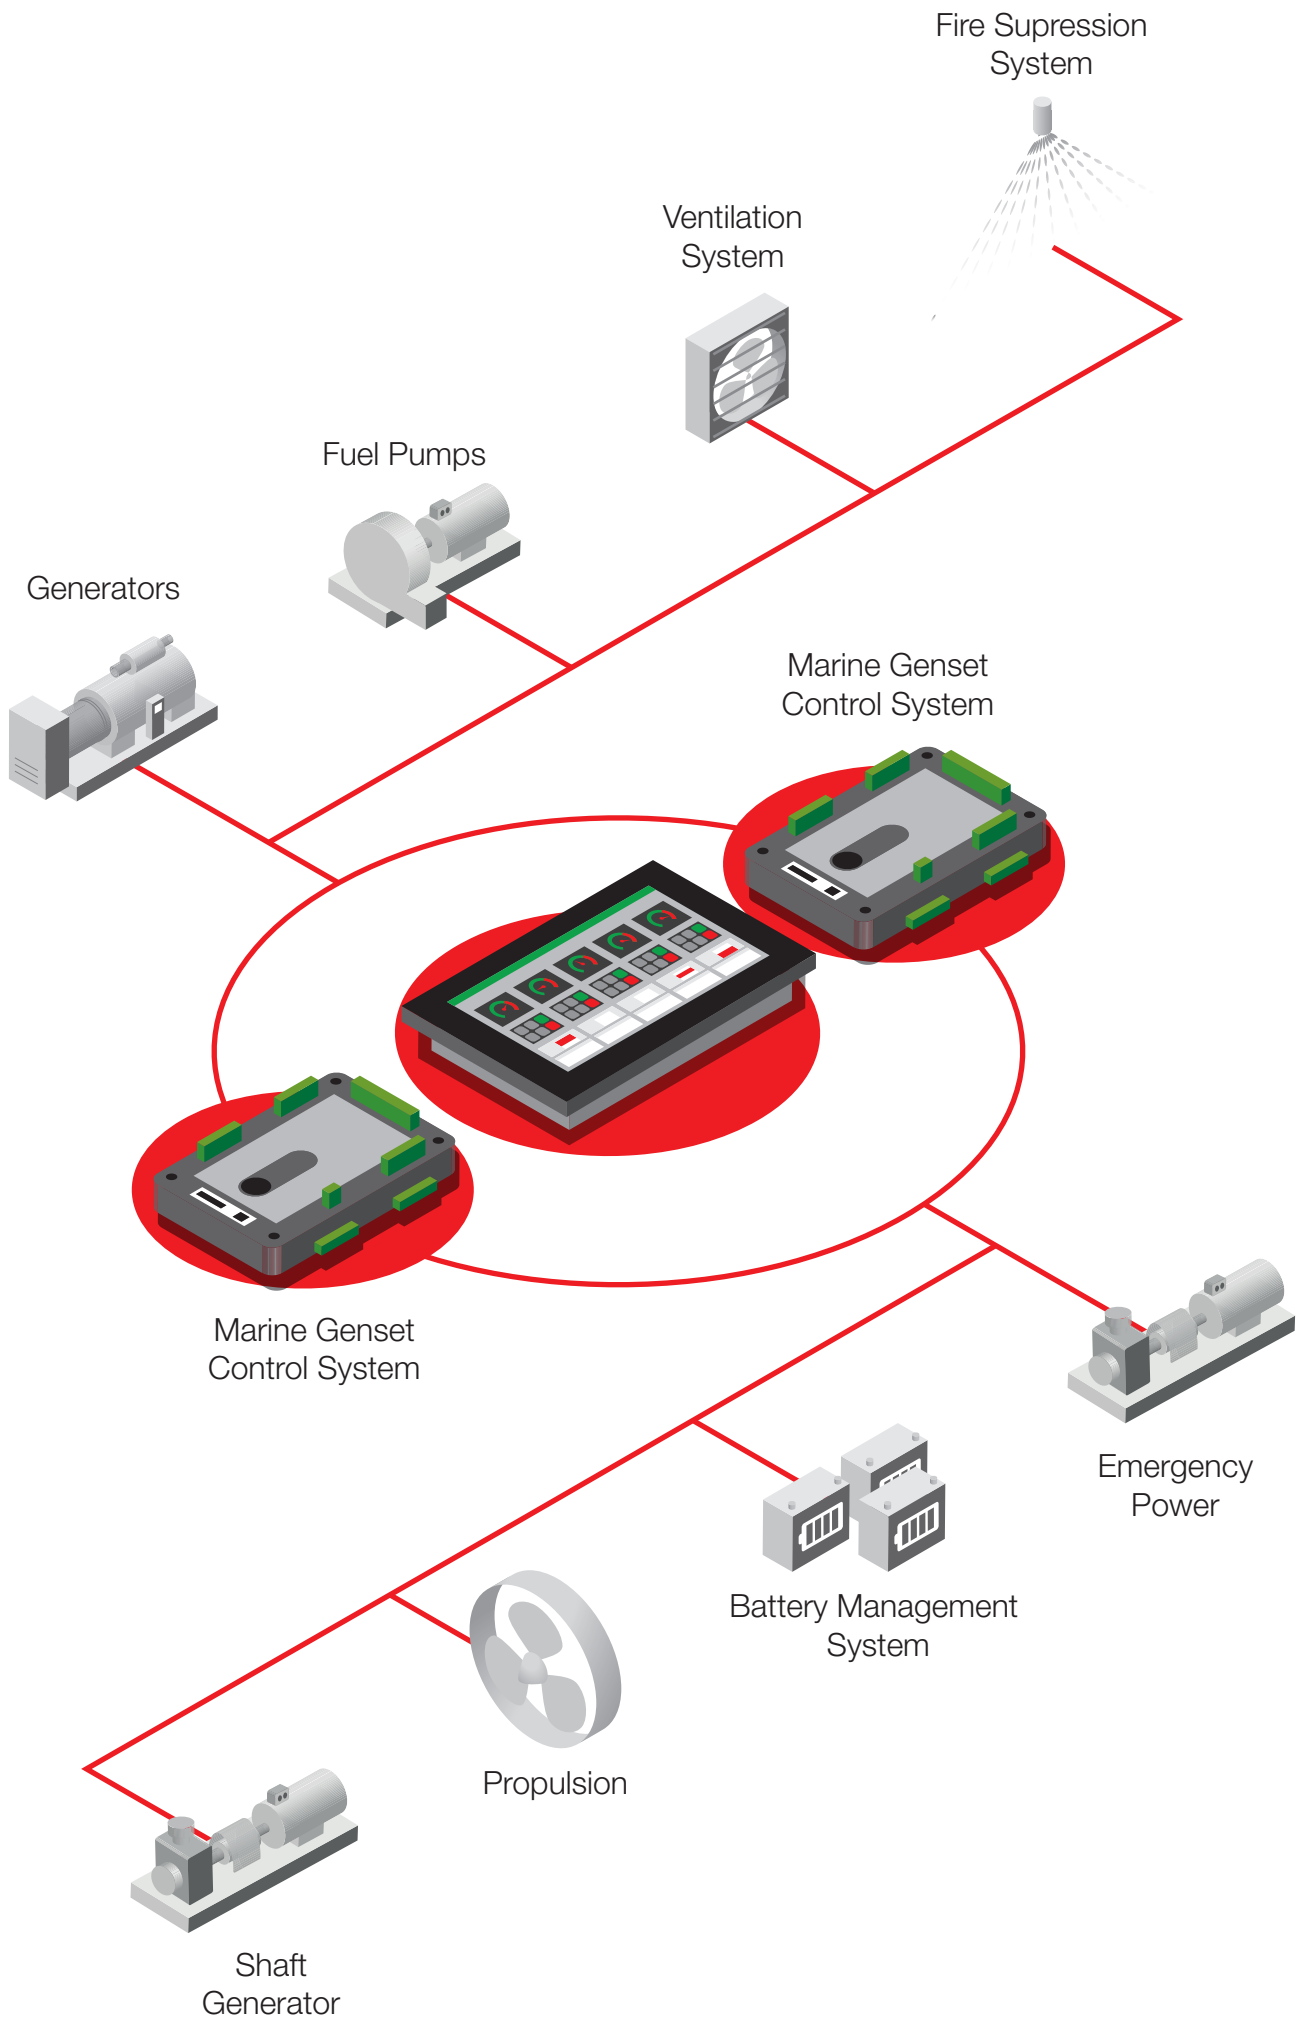 Fire Supression
System
Ventilation
System
Fuel Pumps
Generators
Marine Genset
Control System
Marine Genset
Control System
Emergency
Power
Battery Management
System
Propulsion
Shaft
Generator